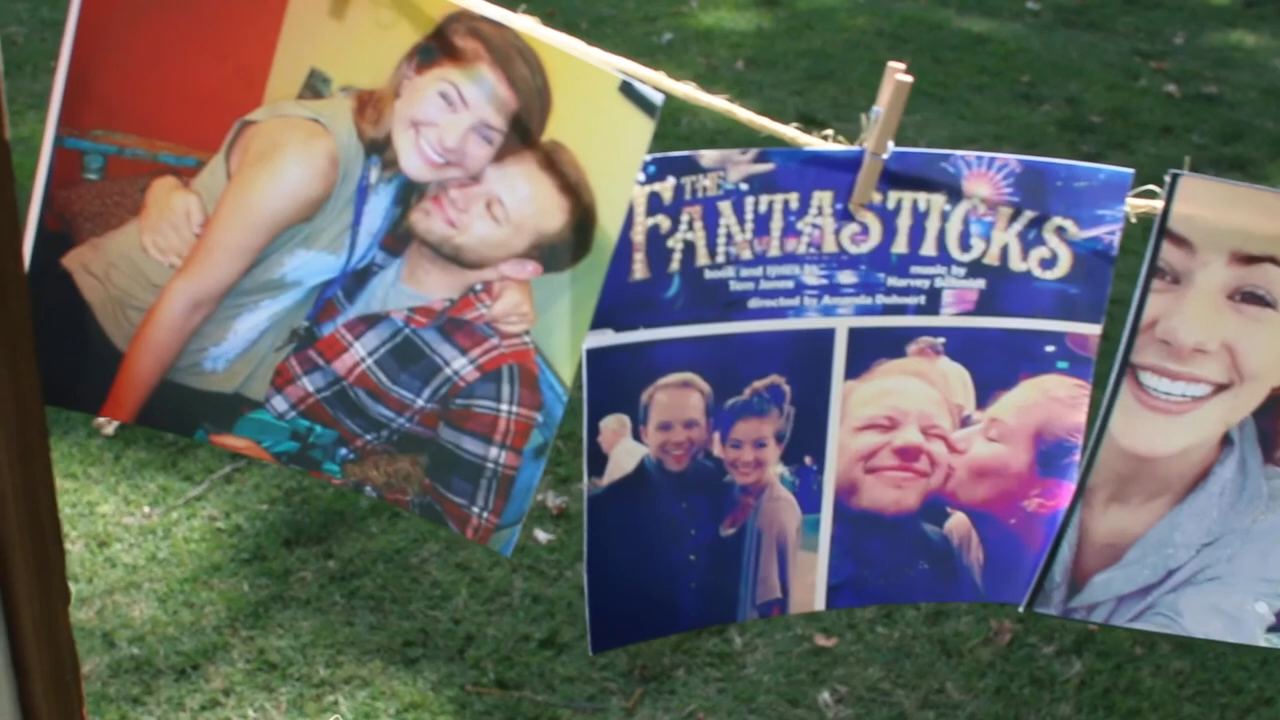 THE
FANTASTICKS
book and lyrics by music by
Tom Jones Harvey Schmidt
directed by Amanda Dehnert